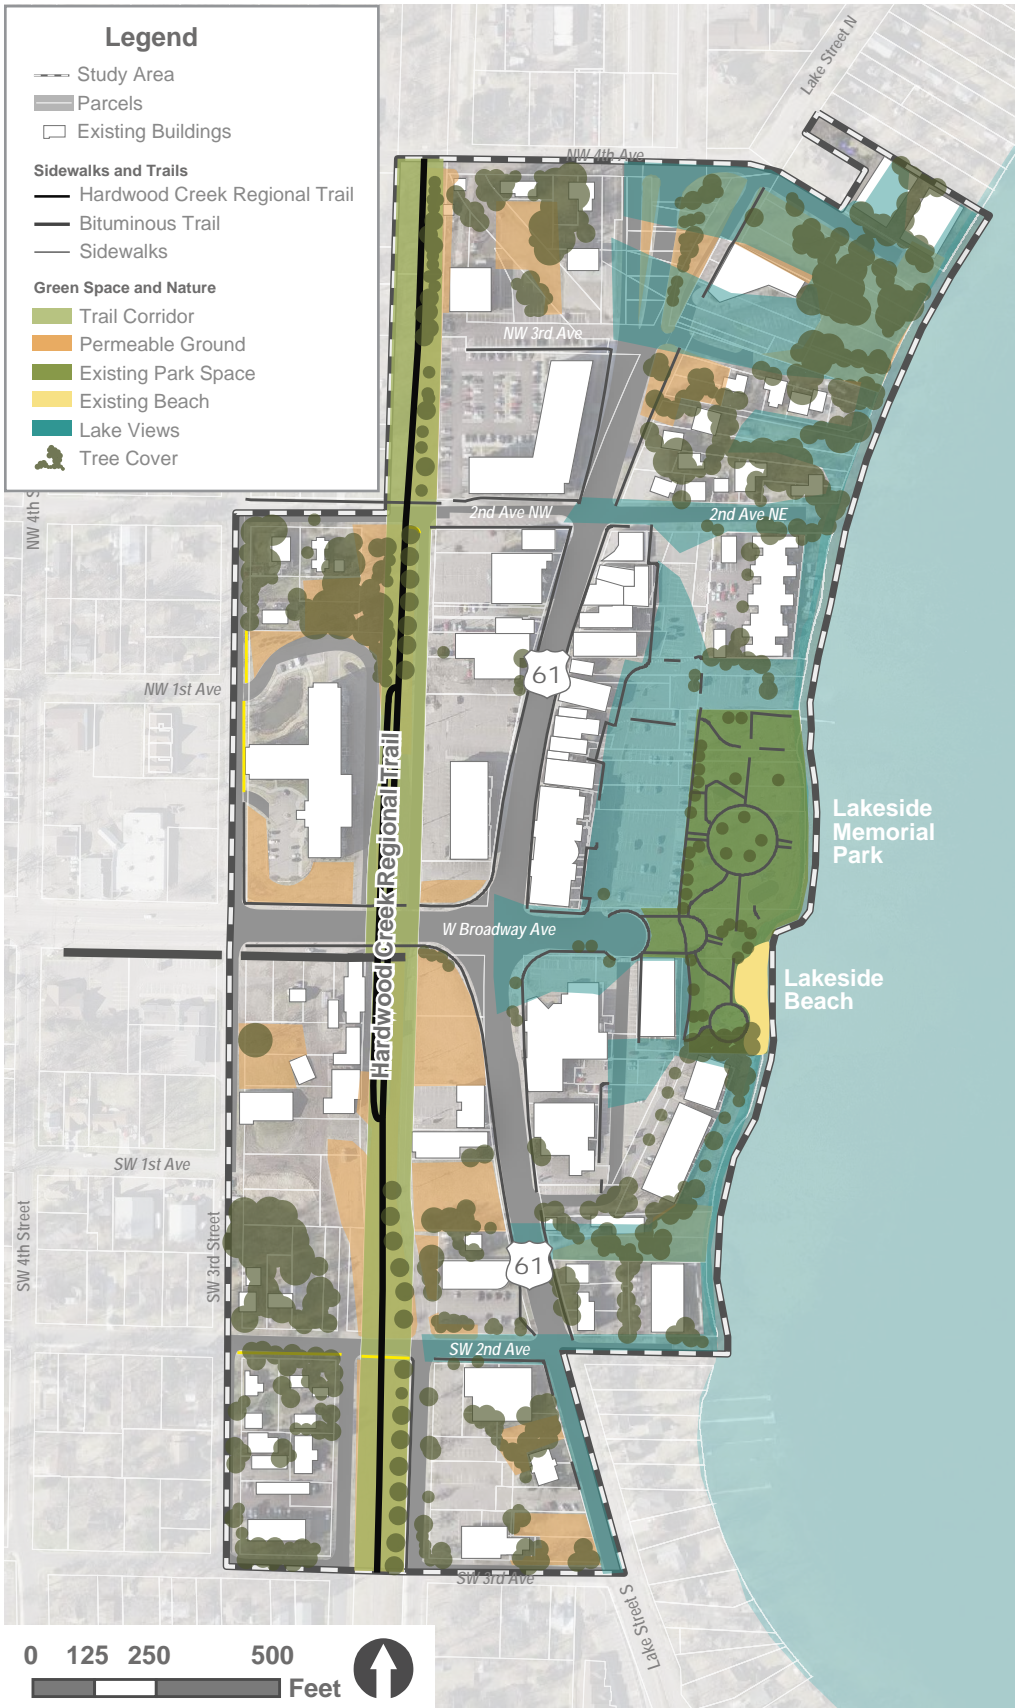 Legend
Study Area
Parcels
Existing Buildings
Sidewalks and Trails
Hardwood Creek Regional Trail
Bituminous Trail
Sidewalks
Green Space and Nature
Trail Corridor
Permeable Ground
Existing Park Space
Existing Beach
Lake Views
Tree Cover
Lake Street N
NW 4th Ave
NW 3rd Ave
NW 4th S
2nd Ave NW
2nd Ave NE
61
NW 1st Ave
Hardwood Creek Regional Trail
Lakeside
Memorial
Park
W Broadway Ave
Lakeside
Beach
SW 1st Ave
SW 4th Street
SW 3rd Street
61
SW 2nd Ave
SW 3rd Ave
Lake Street S
0 125 250 500
Feet